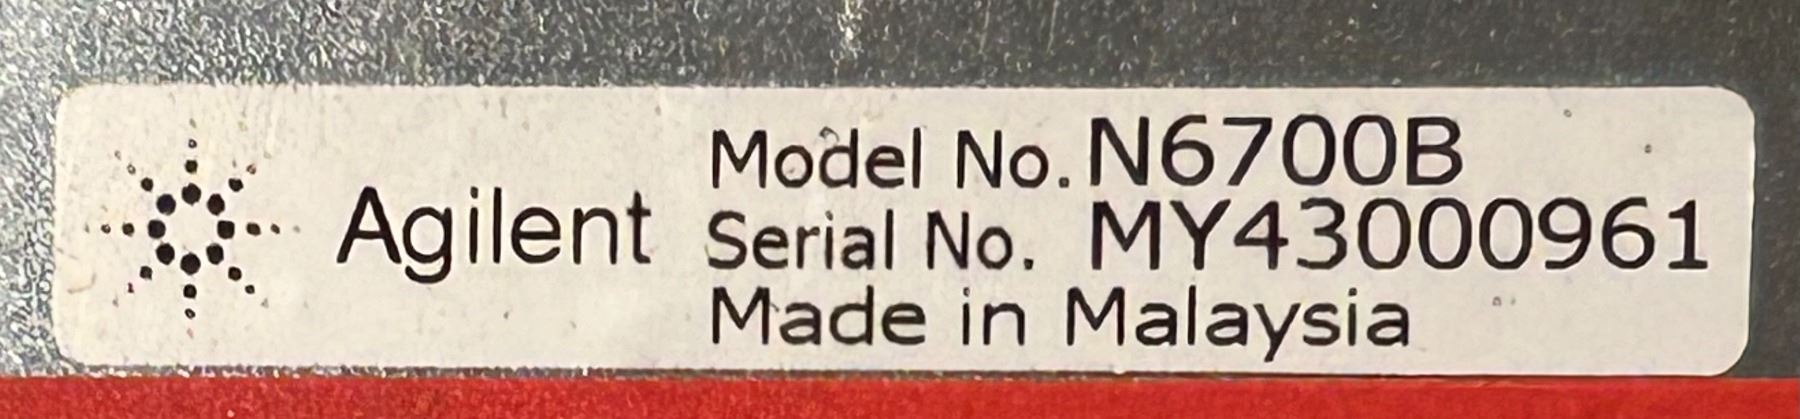 Agilent
Model No. N6700B
Serial No. MY43000961
Made in Malaysia